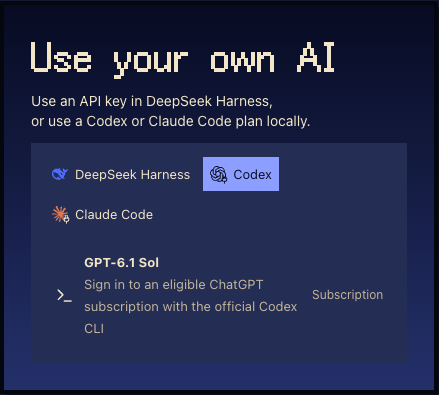 Use your own AI
Use an API key in DeepSeek Harness,
or use a Codex or Claude Code plan locally.
DeepSeek Harness
Codex
Claude Code
GPT-6.1 Sol
Sign in to an eligible ChatGPT
subscription with the official Codex
CLI
Subscription